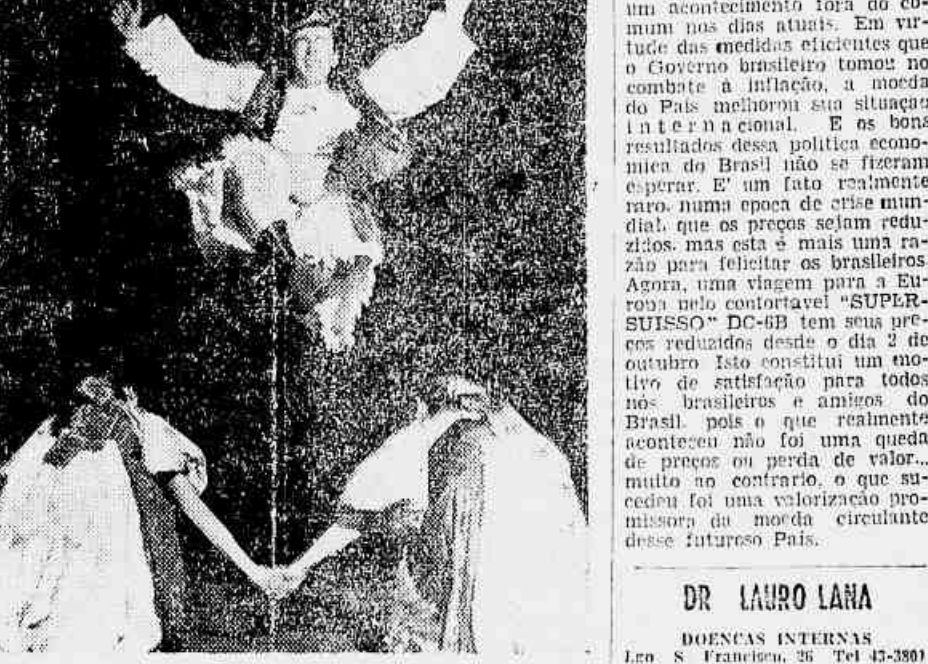 um acontecimento fora do co-
mum nos dias atuais. Em vir-
tude das medidas eficientes que
o Governo brasileiro tomou no
combate à inflação, a moeda
do País melhorou sua situação
internacional. E os bons
resultados dessa politica econo-
mica do Brasil não se fizeram
esperar. E' um fato realmente
raro, numa epoca de crise mun-
dial, que os preços sejam redu-
zidos, mas esta é mais uma ra-
zão para felicitar os brasileiros
Agora, uma viagem para a Eu-
ropa pelo confortavel "SUPER-
SUISSO" DC-6B tem seus pre-
ços reduzidos desde o dia 2 de
outubro Isto constitui um mo-
tivo de satisfação para todos
nós brasileiros e amigos do
Brasil. pois o que realmente
aconteceu não foi uma queda
de preços ou perda de valor...
muito ao contrario, o que su-
cedeu foi uma valorização pro-
missora da moeda circulante
desse futuroso País.
DR LAURO LANA
DOENCAS INTERNAS
Lgo S Francisco, 26 Tel 43-3801